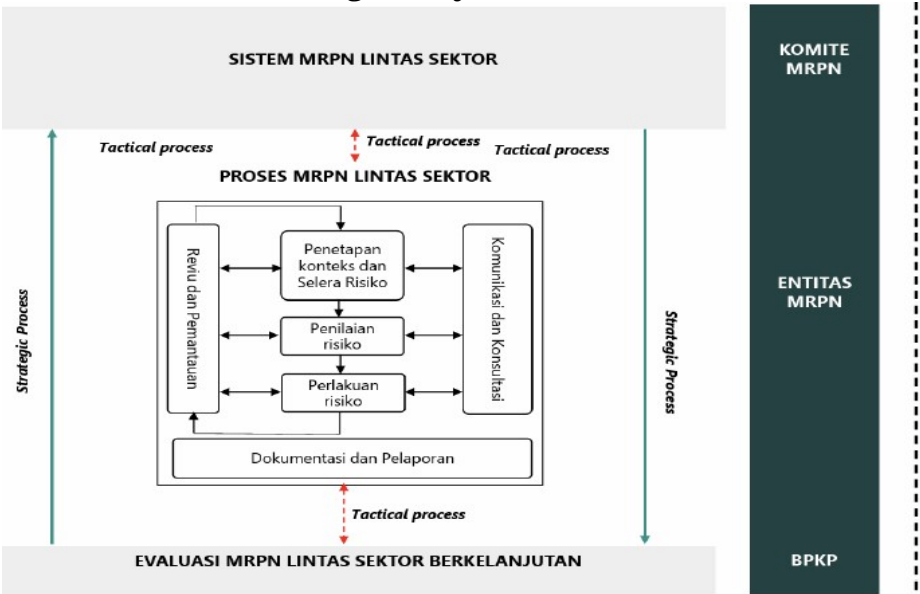 SISTEM MRPN LINTAS SEKTOR
KOMITE
MRPN
Tactical process
Tactical process
Tactical process
PROSES MRPN LINTAS SEKTOR
Strategic Process
Reviu dan Pemantauan
Penetapan
konteks dan
Selera Risiko
Penilaian
risiko
Perlakuan
risiko
Komunikasi dan Konsultasi
Dokumentasi dan Pelaporan
Strategic Process
ENTITAS
MRPN
Tactical process
EVALUASI MRPN LINTAS SEKTOR BERKELANJUTAN
BPKP